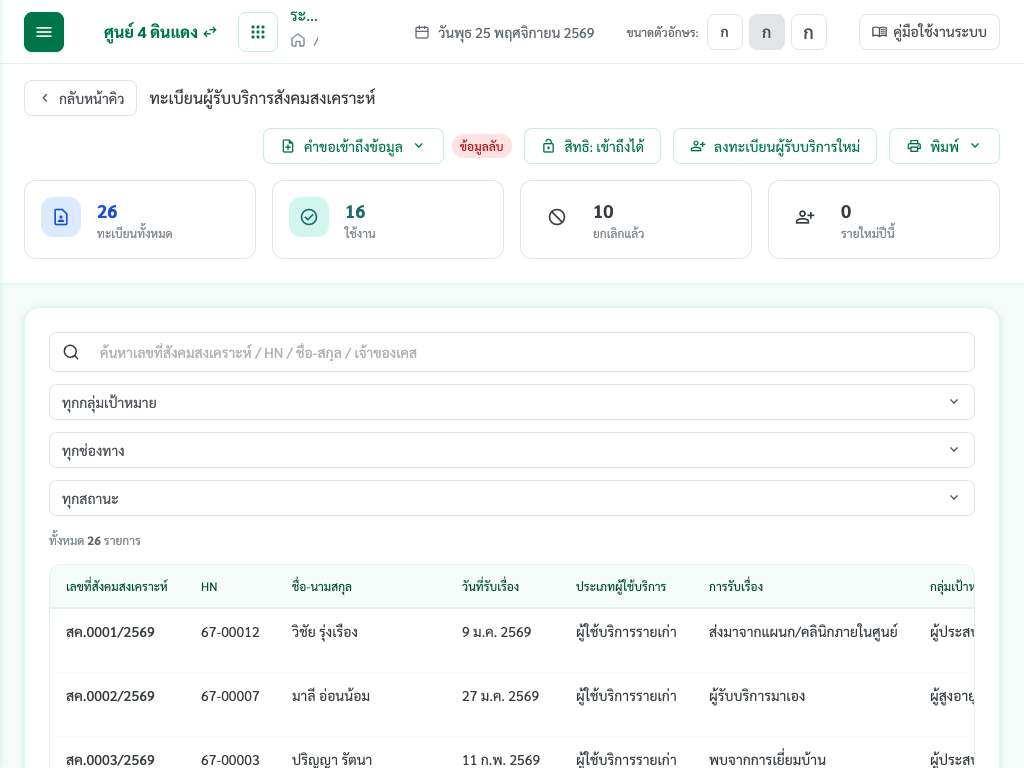 ศูนย์ 4 ดินแดง
ระ...
/
วันพุธ 25 พฤศจิกายน 2569
ขนาดตัวอักษร:
ก
ก
ก
คู่มือใช้งานระบบ
กลับหน้าคิว
ทะเบียนผู้รับบริการสังคมสงเคราะห์
คำขอเข้าถึงข้อมูล
ข้อมูลลับ
สิทธิ: เข้าถึงได้
ลงทะเบียนผู้รับบริการใหม่
พิมพ์
26
ทะเบียนทั้งหมด
16
ใช้งาน
10
ยกเลิกแล้ว
0
รายใหม่ปีนี้
ค้นหาเลขที่สังคมสงเคราะห์ / HN / ชื่อ-สกุล / เจ้าของเคส
ทุกกลุ่มเป้าหมาย
ทุกช่องทาง
ทุกสถานะ
ทั้งหมด 26 รายการ
เลขที่สังคมสงเคราะห์ HN ชื่อ-นามสกุล วันที่รับเรื่อง ประเภทผู้ใช้บริการ การรับเรื่อง
สค.0001/2569 67-00012 วิชัย รุ่งเรือง 9 ม.ค. 2569 ผู้ใช้บริการรายเก่า ส่งมาจากแผนก/คลินิกภายในศูนย์
สค.0002/2569 67-00007 มาลี อ่อนน้อม 27 ม.ค. 2569 ผู้ใช้บริการรายเก่า ผู้รับบริการมาเอง
สค.0003/2569 67-00003 ปริญญา รัตนา 11 ก.พ. 2569 ผู้ใช้บริการรายเก่า พบจากการเยี่ยมบ้าน